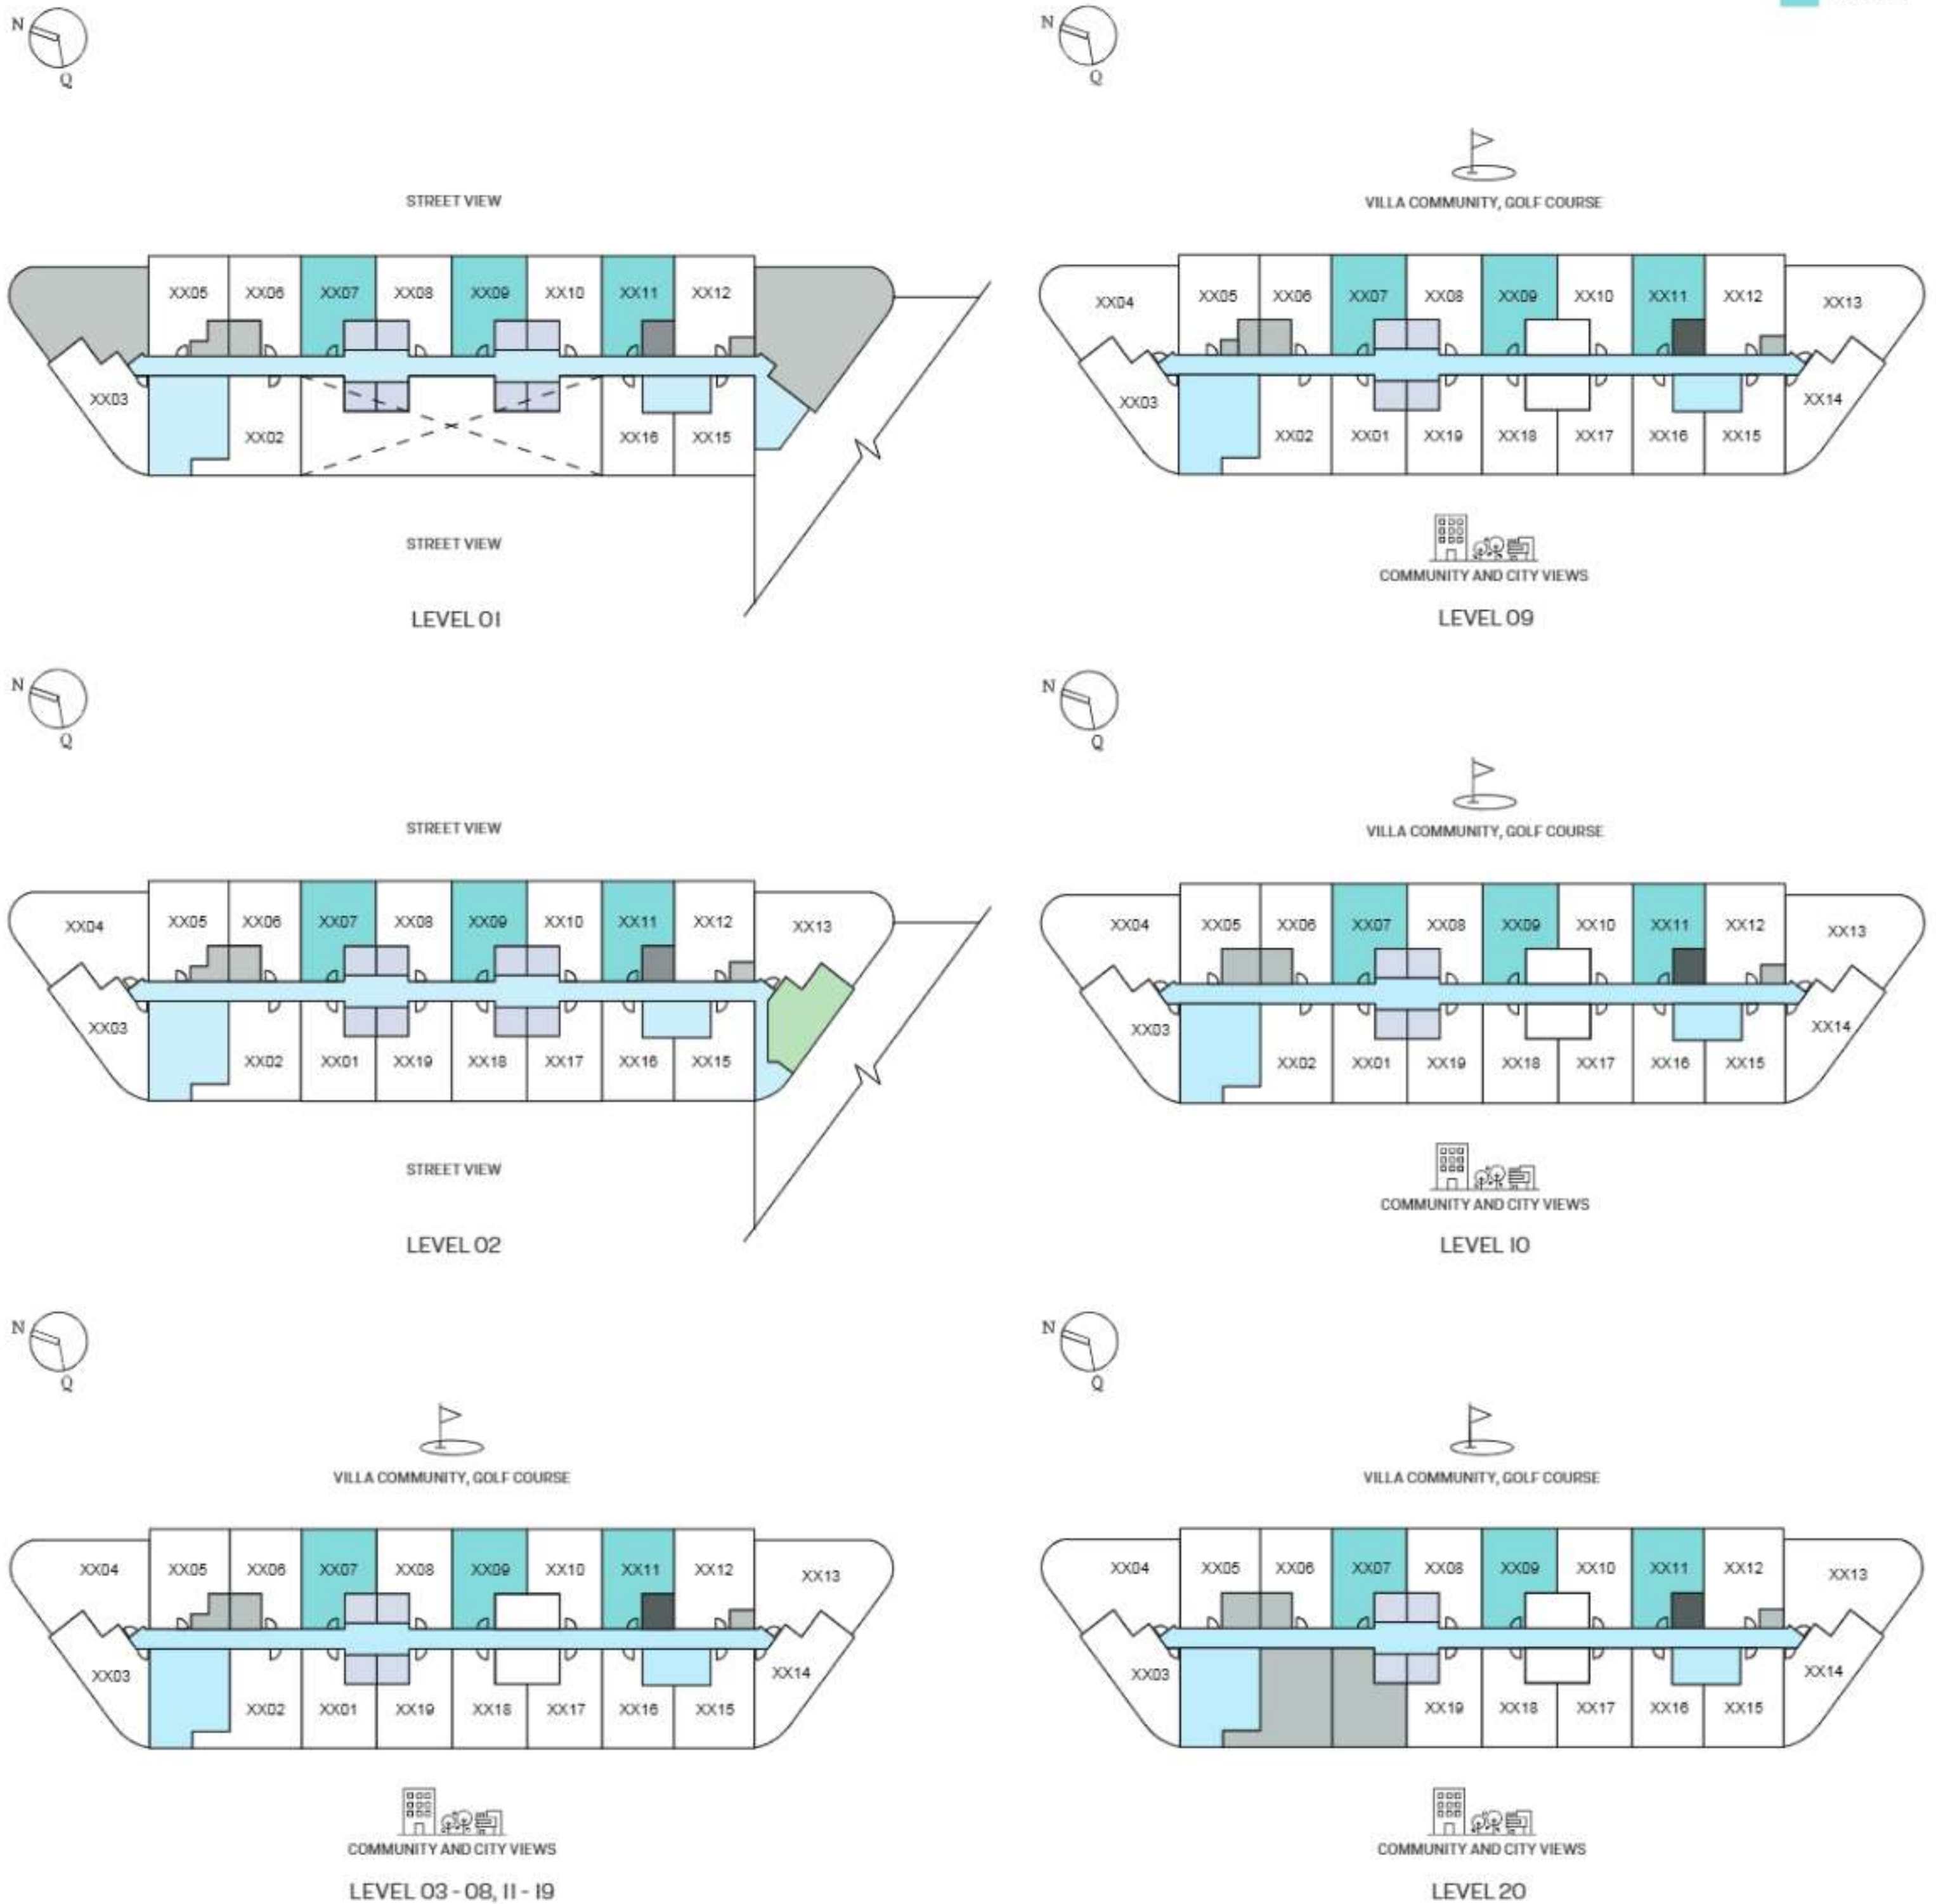 N
Q
STREET VIEW
XX05 XX06 XX07 XX08 XX09 XX10 XX11 XX12
XX03
XX02 XX16 XX15
STREET VIEW
LEVEL 01
N
Q
VILLA COMMUNITY, GOLF COURSE
XX04 XX05 XX06 XX07 XX08 XX09 XX10 XX11 XX12 XX13
XX03 XX14
XX02 XX01 XX19 XX18 XX17 XX16 XX15
COMMUNITY AND CITY VIEWS
LEVEL 09
N
Q
STREET VIEW
XX04 XX05 XX06 XX07 XX08 XX09 XX10 XX11 XX12 XX13
XX03
XX02 XX01 XX19 XX18 XX17 XX16 XX15
STREET VIEW
LEVEL 02
N
Q
VILLA COMMUNITY, GOLF COURSE
XX04 XX05 XX06 XX07 XX08 XX09 XX10 XX11 XX12 XX13
XX03 XX14
XX02 XX01 XX19 XX18 XX17 XX16 XX15
COMMUNITY AND CITY VIEWS
LEVEL 10
N
Q
VILLA COMMUNITY, GOLF COURSE
XX04 XX05 XX06 XX07 XX08 XX09 XX10 XX11 XX12 XX13
XX03 XX14
XX02 XX01 XX19 XX18 XX17 XX16 XX15
COMMUNITY AND CITY VIEWS
LEVEL 03 - 08, 11 - 19
N
Q
VILLA COMMUNITY, GOLF COURSE
XX04 XX05 XX06 XX07 XX08 XX09 XX10 XX11 XX12 XX13
XX03 XX14
XX19 XX18 XX17 XX16 XX15
COMMUNITY AND CITY VIEWS
LEVEL 20